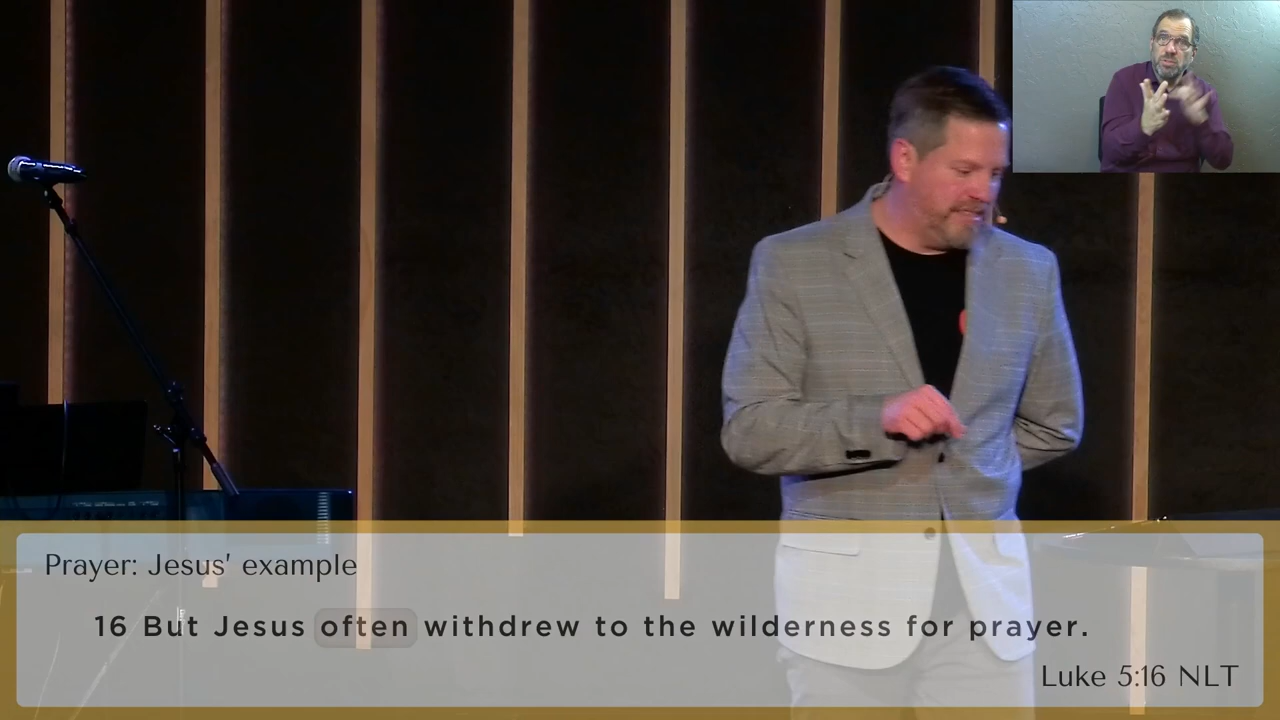 Prayer: Jesus' example
16 But Jesus often withdrew to the wilderness for prayer.
Luke 5:16 NLT